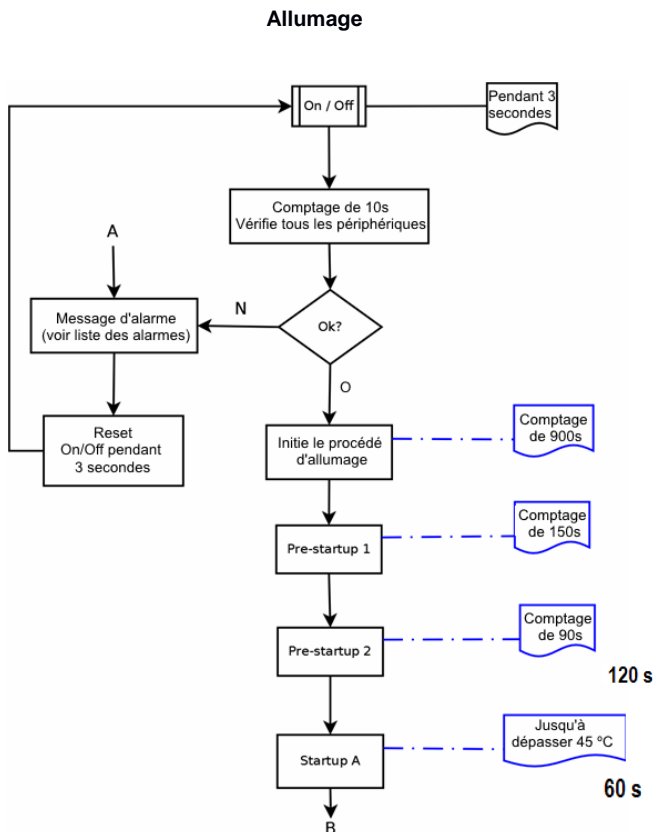 Allumage
On / Off
Pendant 3
secondes
Comptage de 10s
Vérifie tous les périphériques
A
Message d'alarme
(voir liste des alarmes)
N
Ok?
O
Reset
On/Off pendant
3 secondes
Initie le procédé
d'allumage
Comptage
de 900s
Pre-startup 1
Comptage
de 150s
Pre-startup 2
Comptage
de 90s
120 s
Startup A
Jusqu'à
dépasser 45 ºC
60 s
B